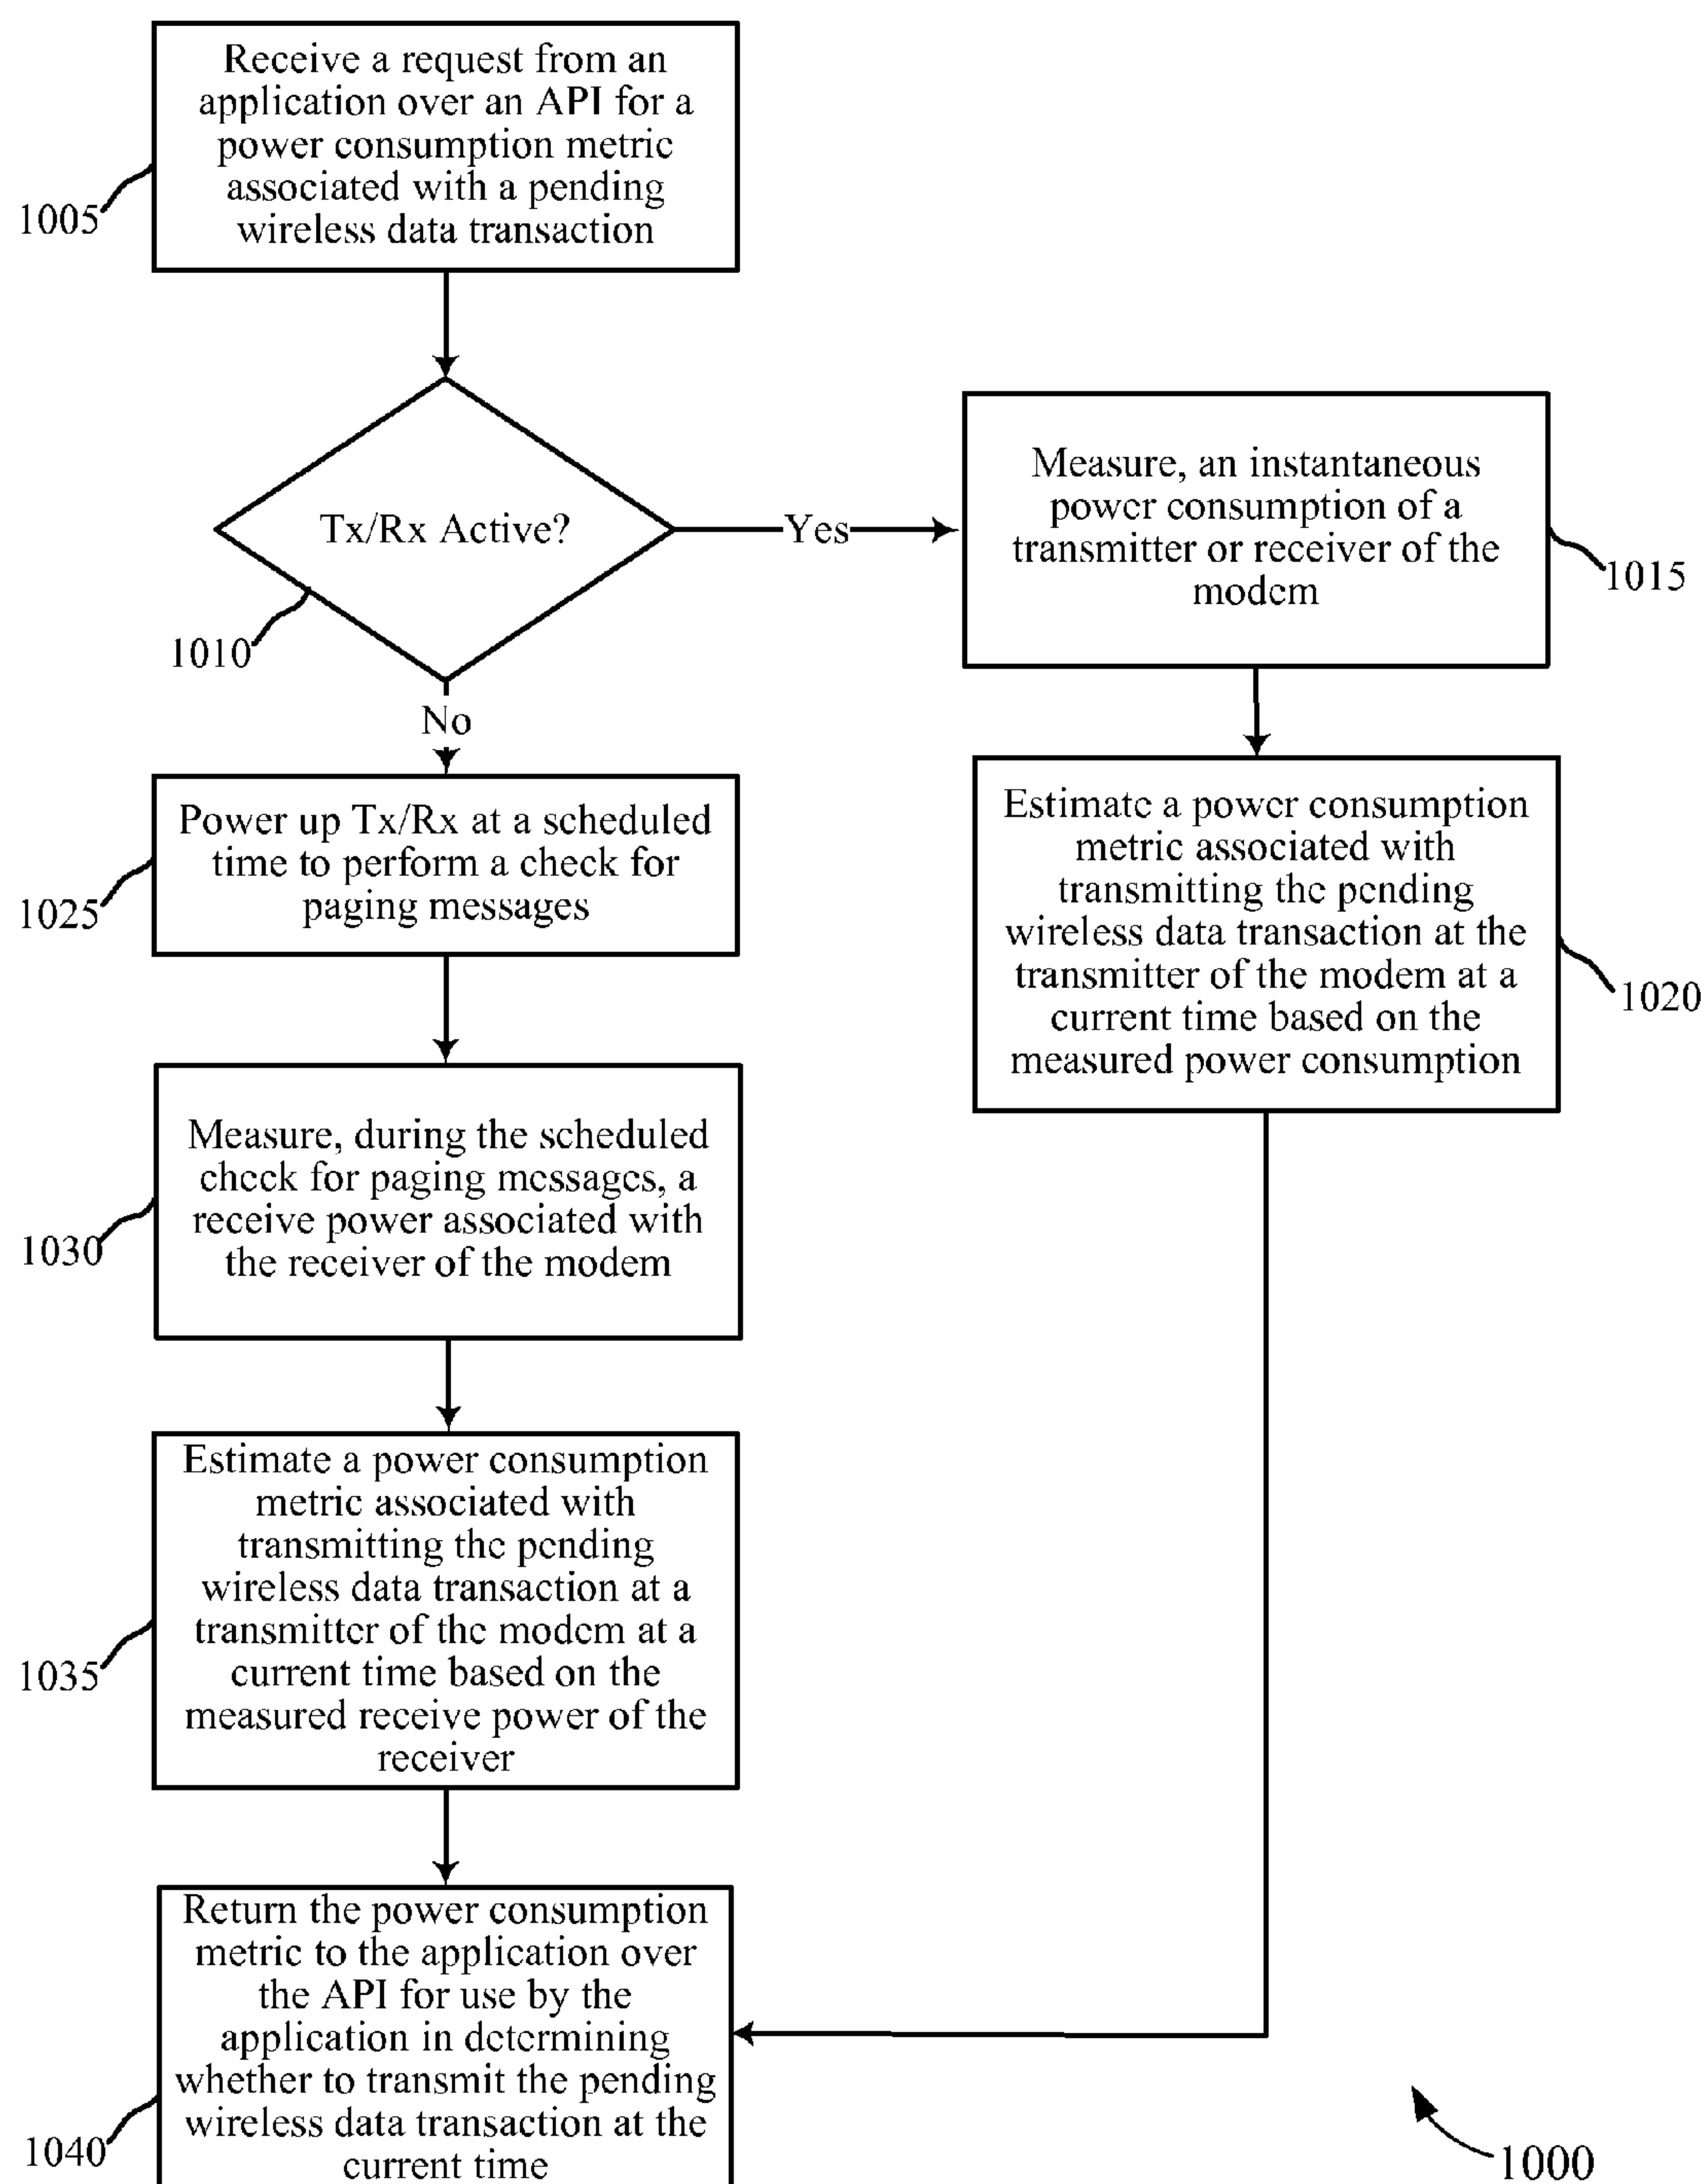 Receive a request from an
application over an API for a
power consumption metric
associated with a pending
wireless data transaction
1005
Tx/Rx Active?
Yes
1010
No
Measure, an instantaneous
power consumption of a
transmitter or receiver of the
modem
1015
Estimate a power consumption
metric associated with
transmitting the pending
wireless data transaction at the
transmitter of the modem at a
current time based on the
measured power consumption
1020
Power up Tx/Rx at a scheduled
time to perform a check for
paging messages
1025
Measure, during the scheduled
check for paging messages, a
receive power associated with
the receiver of the modem
1030
Estimate a power consumption
metric associated with
transmitting the pending
wireless data transaction at a
transmitter of the modem at a
current time based on the
measured receive power of the
receiver
1035
Return the power consumption
metric to the application over
the API for use by the
application in determining
whether to transmit the pending
wireless data transaction at the
current time
1040
1000